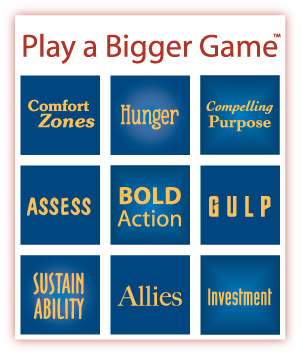 Play a Bigger Game™
Comfort
Zones
Hunger
Compelling
Purpose
ASSESS
BOLD
Action
GULP
SUSTAIN
ABILITY
Allies
Investment